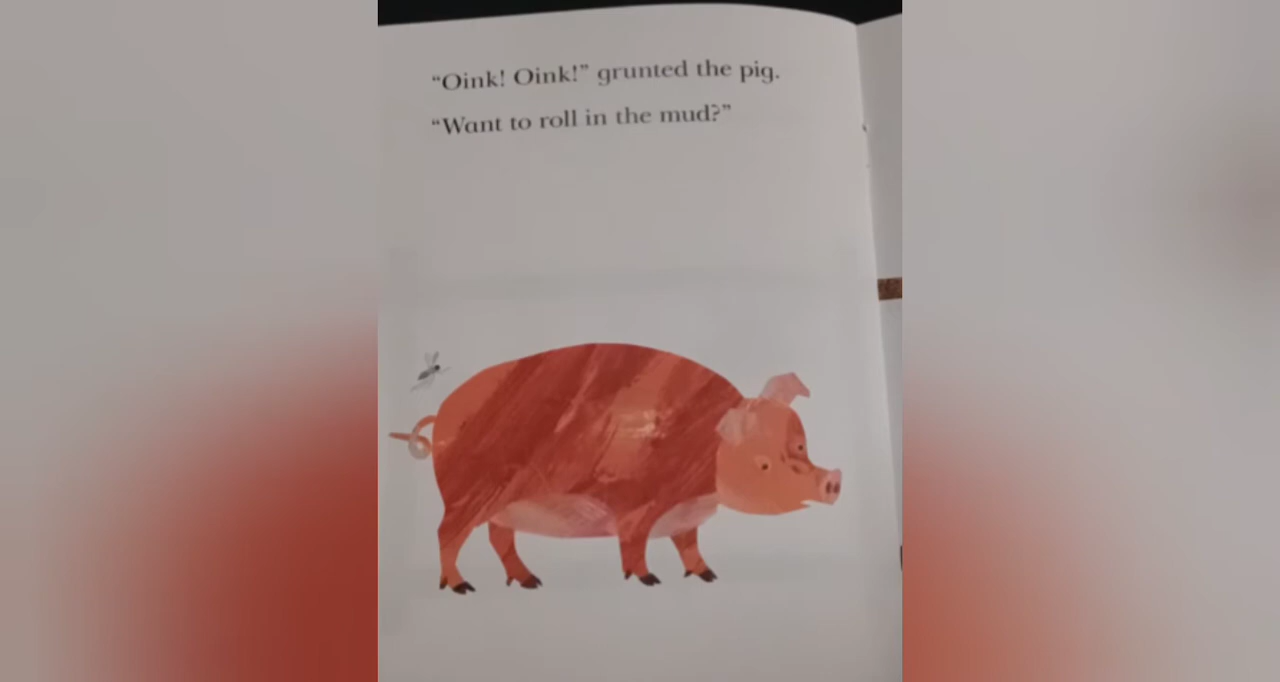 “Oink! Oink!” grunted the pig.
“Want to roll in the mud?”